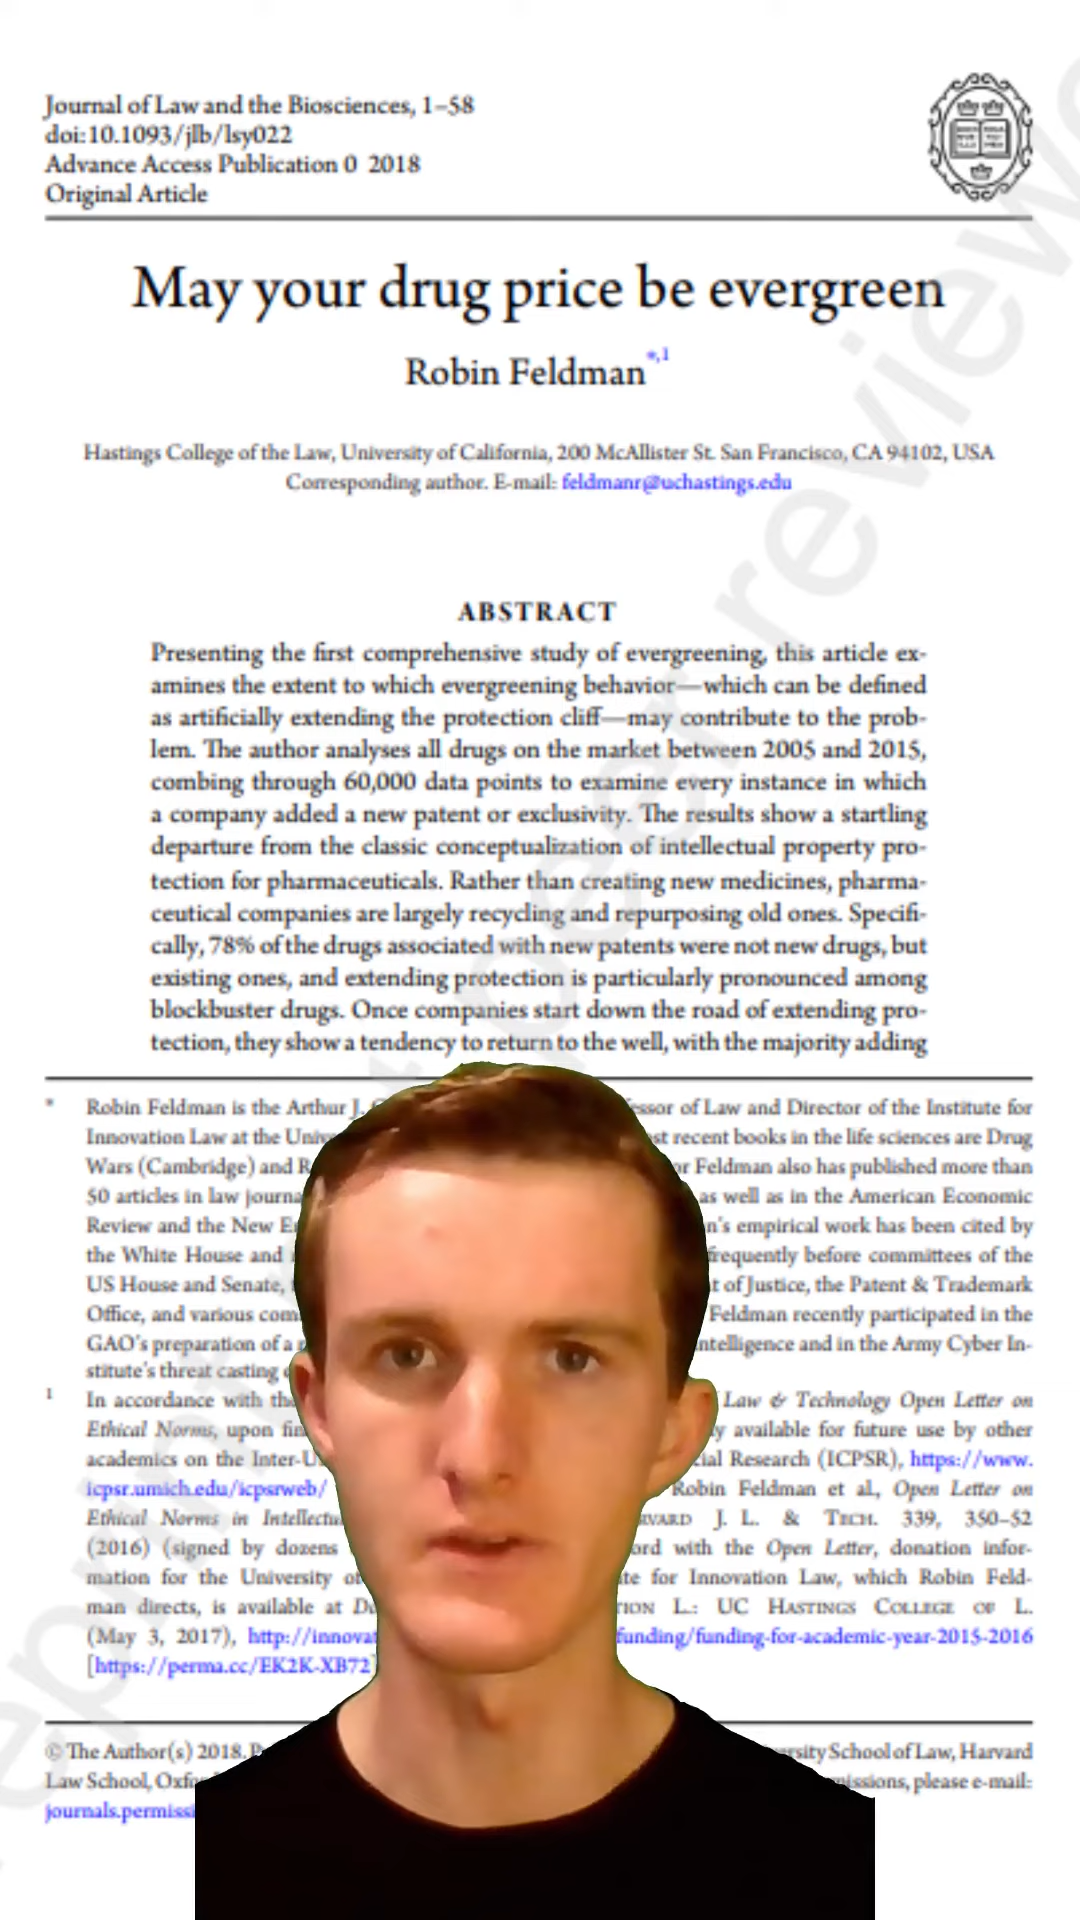 Journal of Law and the Biosciences, 1–58
doi:10.1093/jlb/lsy022
Advance Access Publication 0 2018
Original Article
May your drug price be evergreen
Robin Feldman*,1
Hastings College of the Law, University of California, 200 McAllister St. San Francisco, CA 94102, USA
Corresponding author. E-mail: feldmanr@uchastings.edu
ABSTRACT
Presenting the first comprehensive study of evergreening, this article ex-
amines the extent to which evergreening behavior—which can be defined
as artificially extending the protection cliff—may contribute to the prob-
lem. The author analyses all drugs on the market between 2005 and 2015,
combing through 60,000 data points to examine every instance in which
a company added a new patent or exclusivity. The results show a startling
departure from the classic conceptualization of intellectual property pro-
tection for pharmaceuticals. Rather than creating new medicines, pharma-
ceutical companies are largely recycling and repurposing old ones. Specifi-
cally, 78% of the drugs associated with new patents were not new drugs, but
existing ones, and extending protection is particularly pronounced among
blockbuster drugs. Once companies start down the road of extending pro-
tection, they show a tendency to return to the well, with the majority adding
* Robin Feldman is the Arthur J. of Law and Director of the Institute for
Innovation Law at the recent books in the life sciences are Drug
Wars (Cambridge) and Feldman also has published more than
50 articles in law as well as in the American Economic
Review and the New empirical work has been cited by
the White House and frequently before committees of the
US House and Senate, of Justice, the Patent & Trademark
Office, and various Feldman recently participated in the
GAO's preparation of a and in the Army Cyber In-
stitute's threat casting
1 In accordance with Law & Technology Open Letter on
Ethical Norms, upon available for future use by other
academics on the Research (ICPSR), https://www.
icpsr.umich.edu/icpsrweb/ Robin Feldman et al., Open Letter on
Ethical Norms in J. L. & TECH. 339, 350–52
(2016) (signed by dozens with the Open Letter, donation infor-
mation for the University for Innovation Law, which Robin Feld-
man directs, is available at L.: UC HASTINGS COLLEGE OF L.
(May 3, 2017), http://innova funding/funding-for-academic-year-2015-2016
[https://perma.cc/EK2K-XB72]
© The Author(s) 2018. School of Law, Harvard
Law School, please e-mail:
journals.permissi
peer review